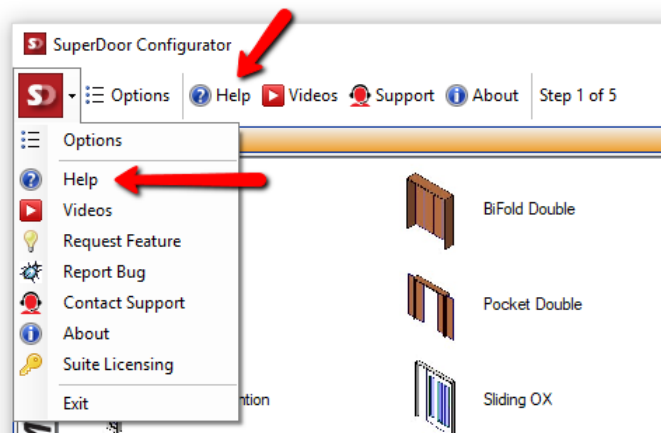 SuperDoor Configurator
SD Options Help Videos Support About Step 1 of 5
Options
Help
Videos
Request Feature
Report Bug
Contact Support
About
Suite Licensing
Exit
BiFold Double
Pocket Double
Sliding OX